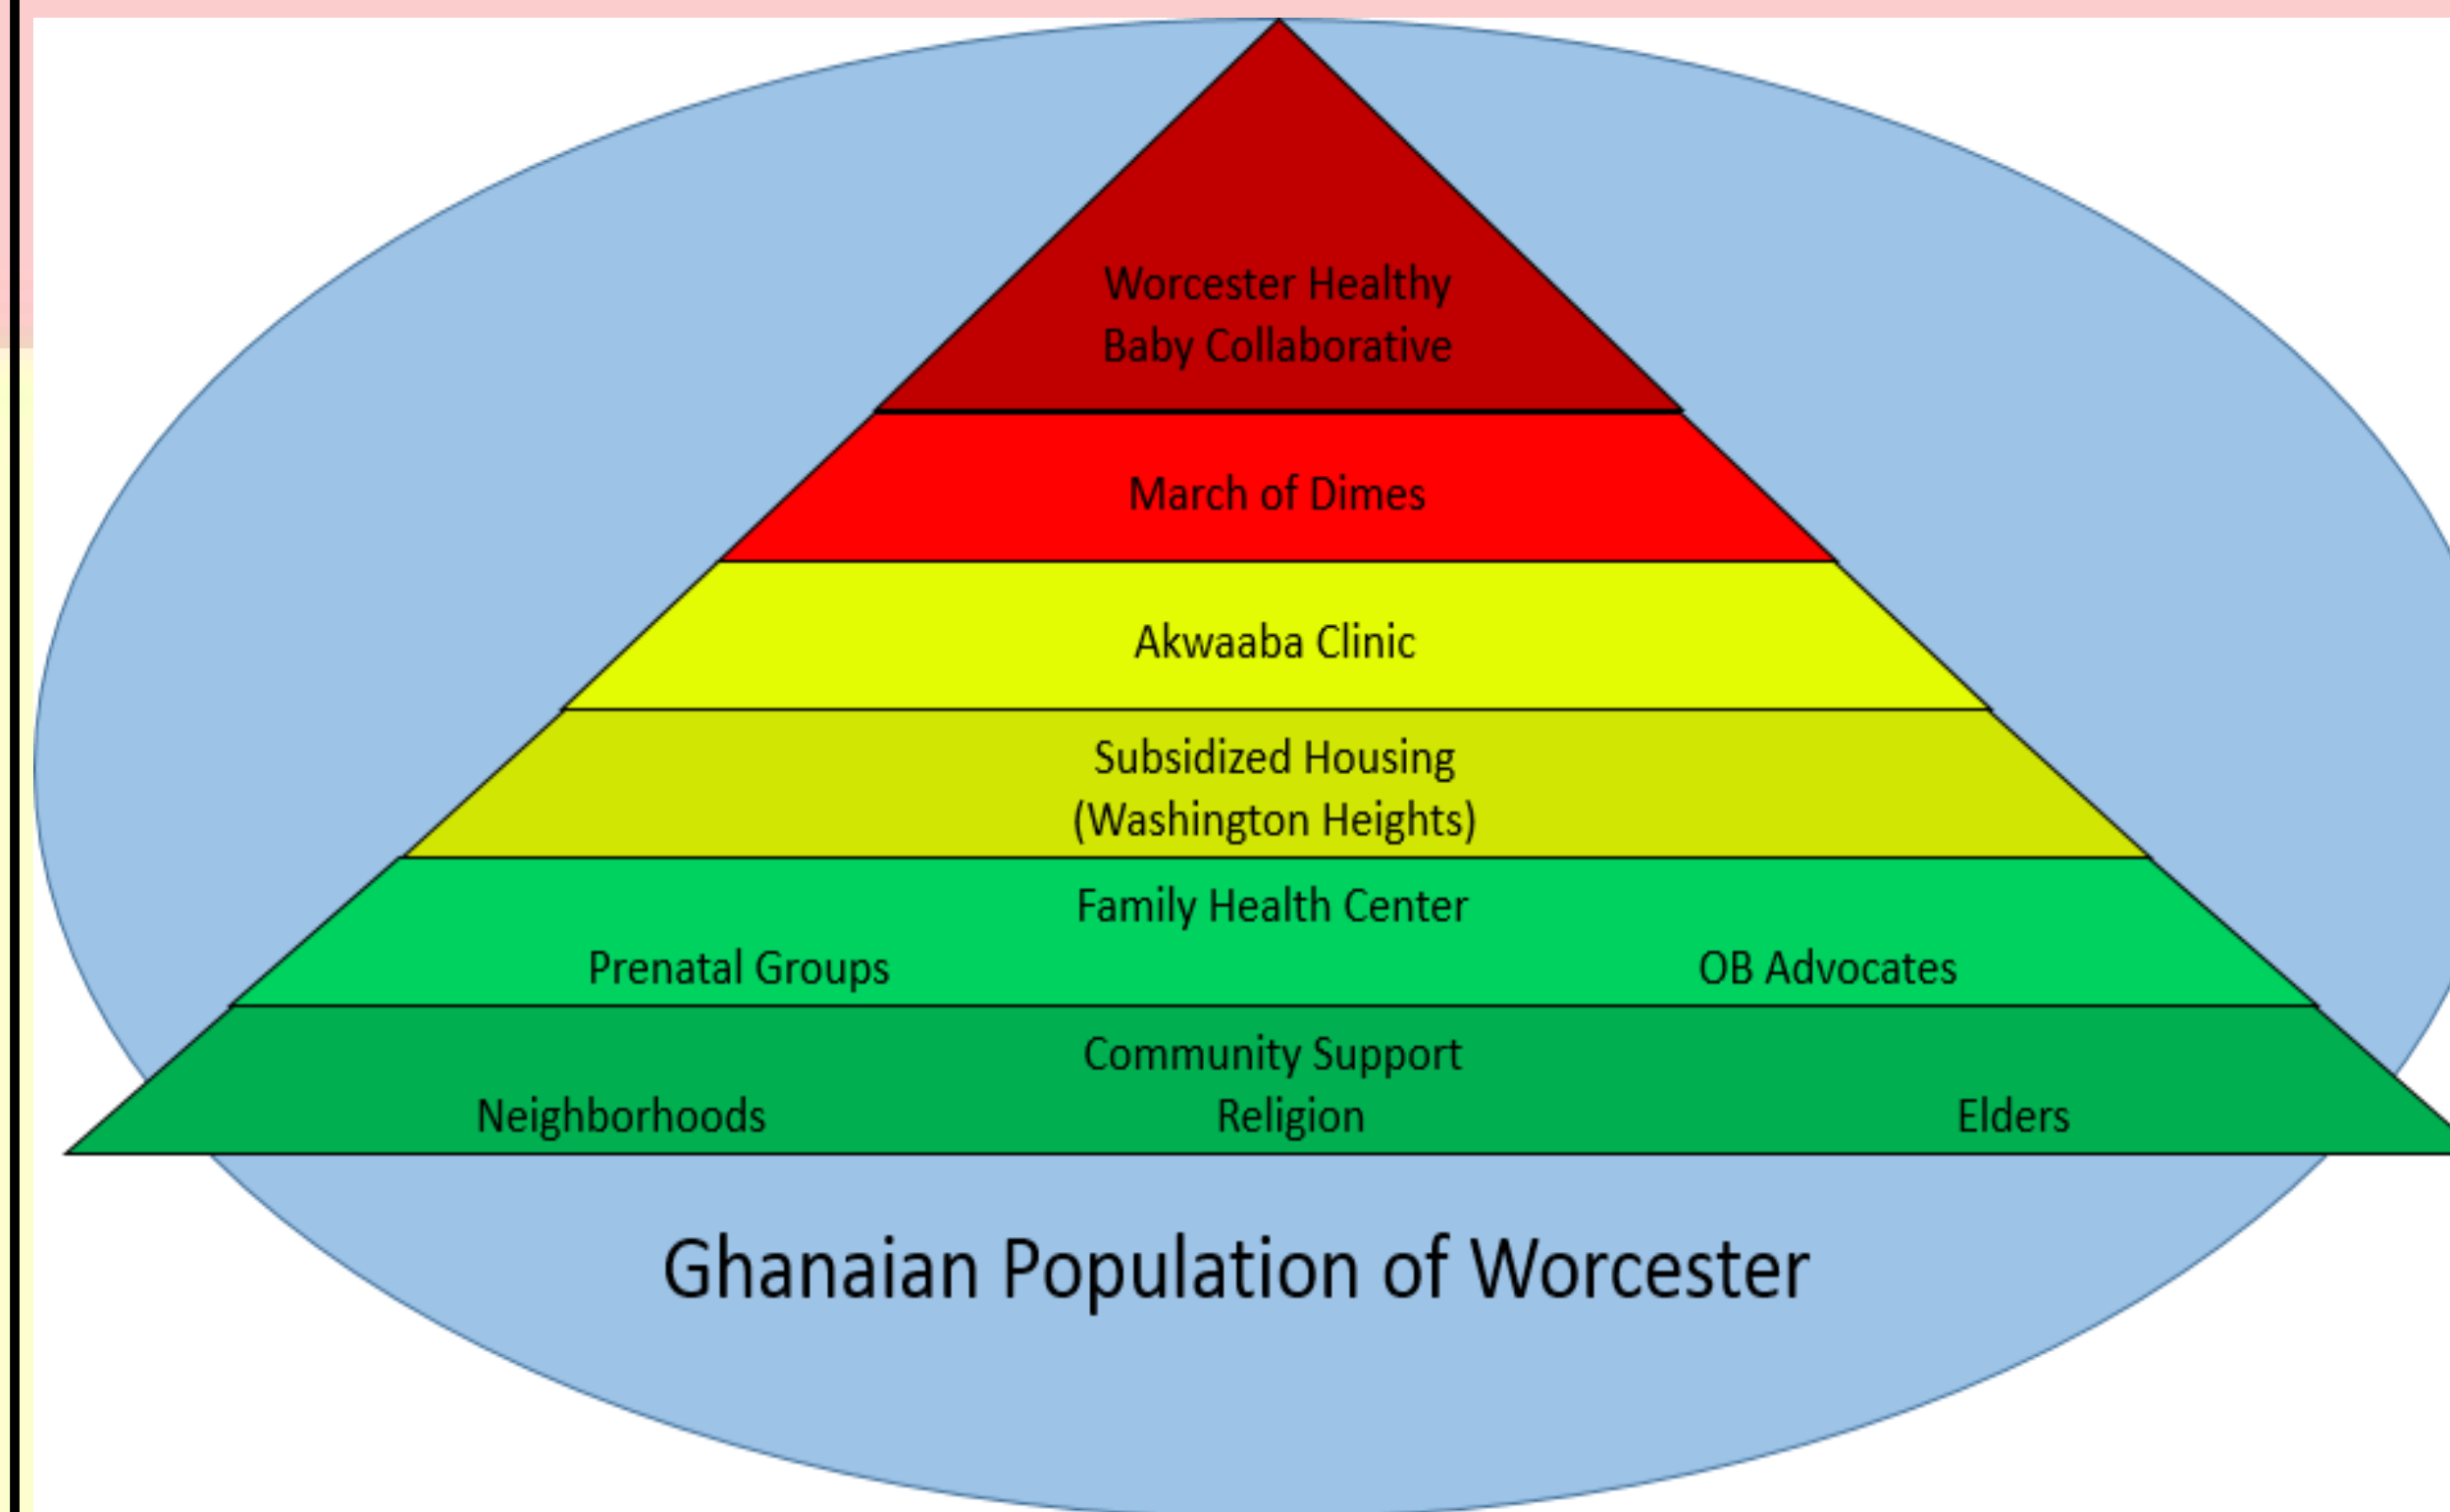 Worcester Healthy
Baby Collaborative
March of Dimes
Akwaaba Clinic
Subsidized Housing
(Washington Heights)
Family Health Center
Prenatal Groups OB Advocates
Community Support
Neighborhoods Religion Elders
Ghanaian Population of Worcester